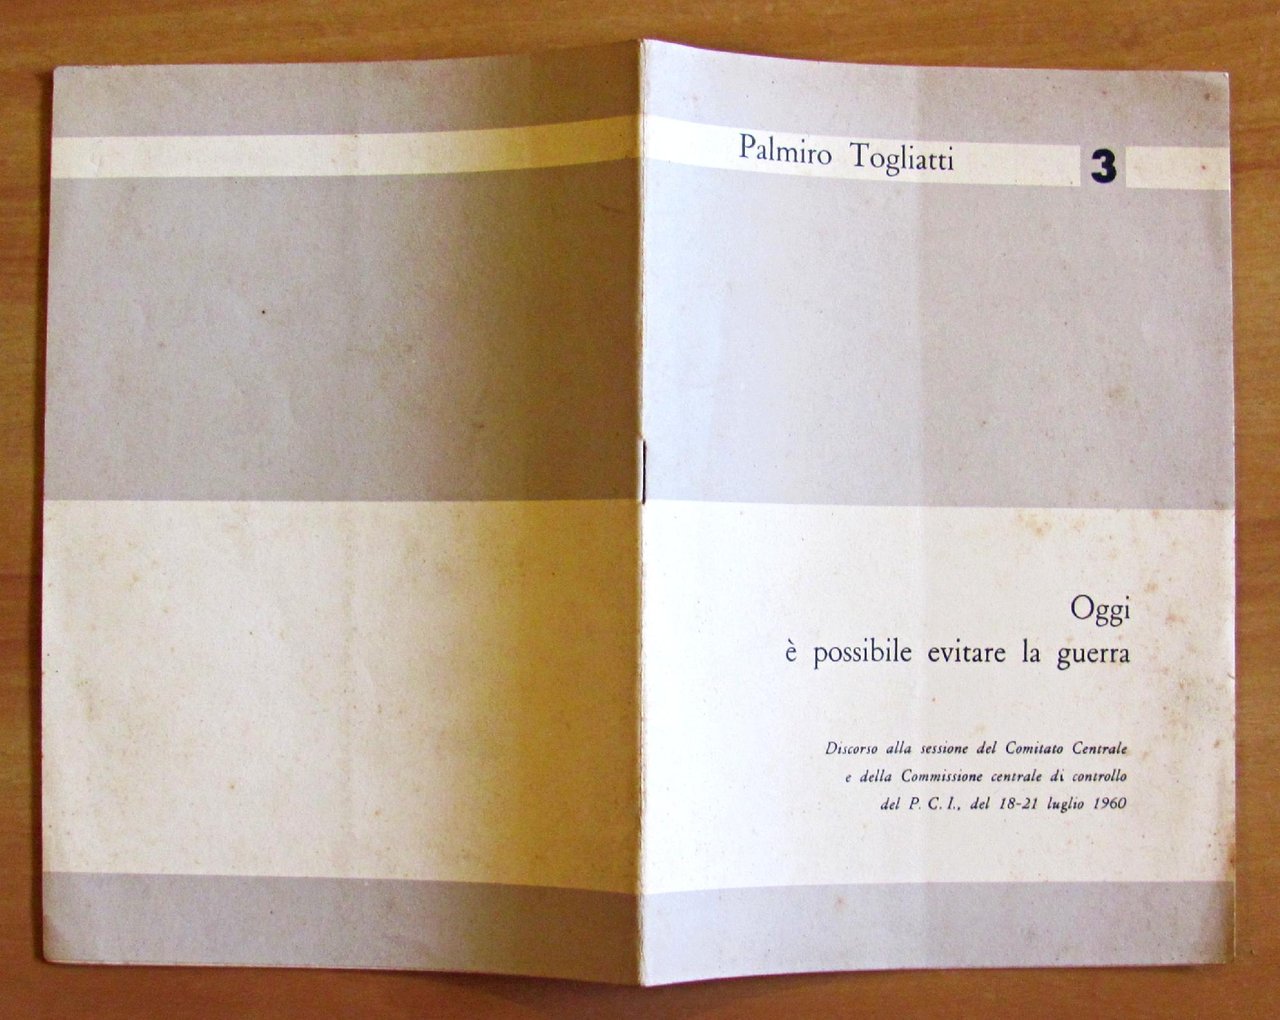 Palmiro Togliatti 3
Oggi
è possibile evitare la guerra
Discorso alla sessione del Comitato Centrale
e della Commissione centrale di controllo
del P. C. I., del 18-21 luglio 1960